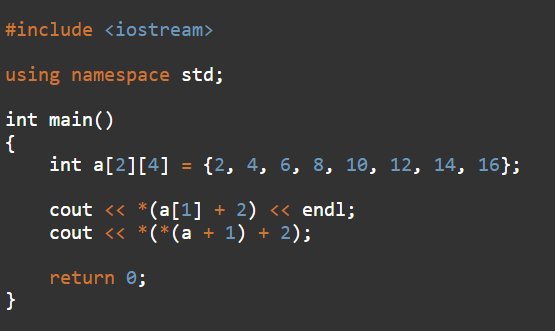 #include <iostream>
using namespace std;
int main()
{
    int a[2][4] = {2, 4, 6, 8, 10, 12, 14, 16};
    cout << *(a[1] + 2) << endl;
    cout << *(*(a + 1) + 2);
    return 0;
}